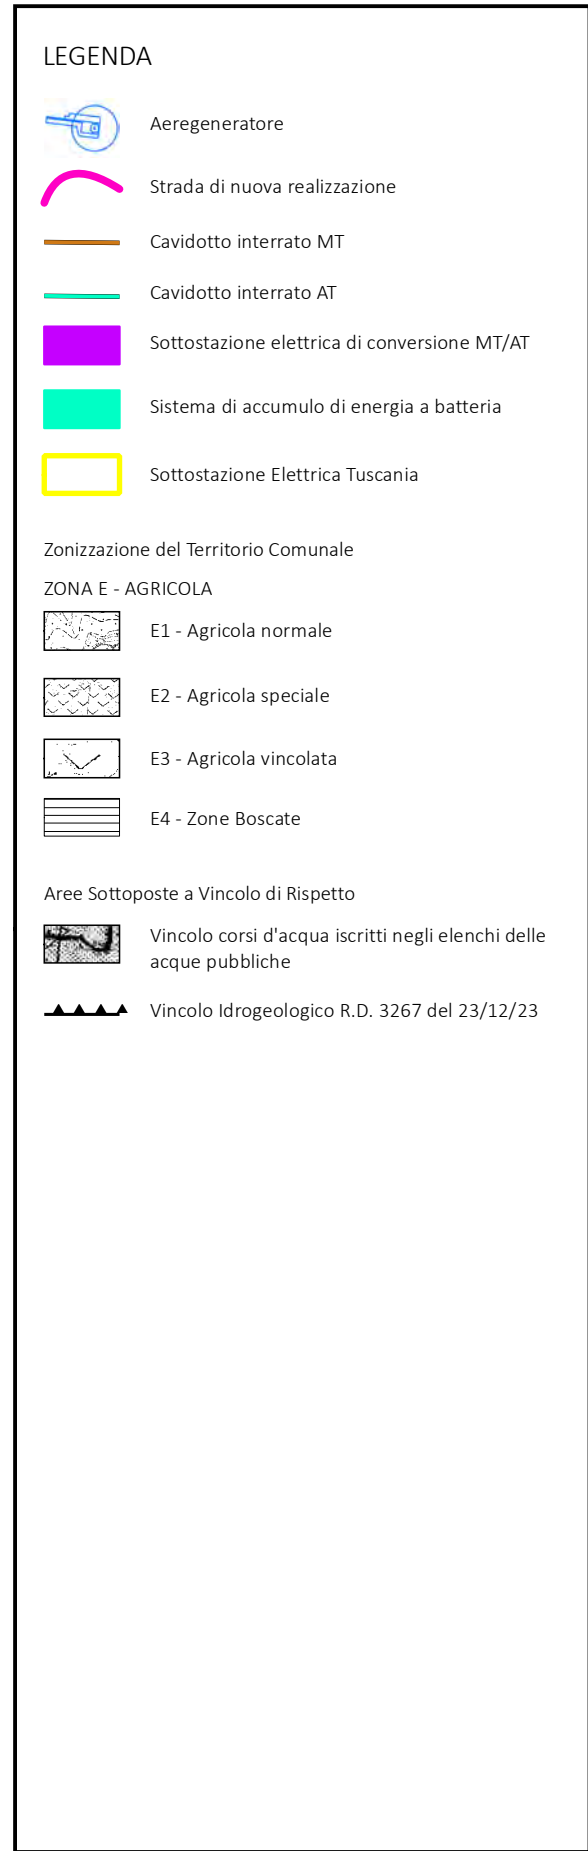 LEGENDA
Aeregeneratore
Strada di nuova realizzazione
Cavidotto interrato MT
Cavidotto interrato AT
Sottostazione elettrica di conversione MT/AT
Sistema di accumulo di energia a batteria
Sottostazione Elettrica Tuscania
Zonizzazione del Territorio Comunale
ZONA E - AGRICOLA
E1 - Agricola normale
E2 - Agricola speciale
E3 - Agricola vincolata
E4 - Zone Boscate
Aree Sottoposte a Vincolo di Rispetto
Vincolo corsi d'acqua iscritti negli elenchi delle
acque pubbliche
Vincolo Idrogeologico R.D. 3267 del 23/12/23